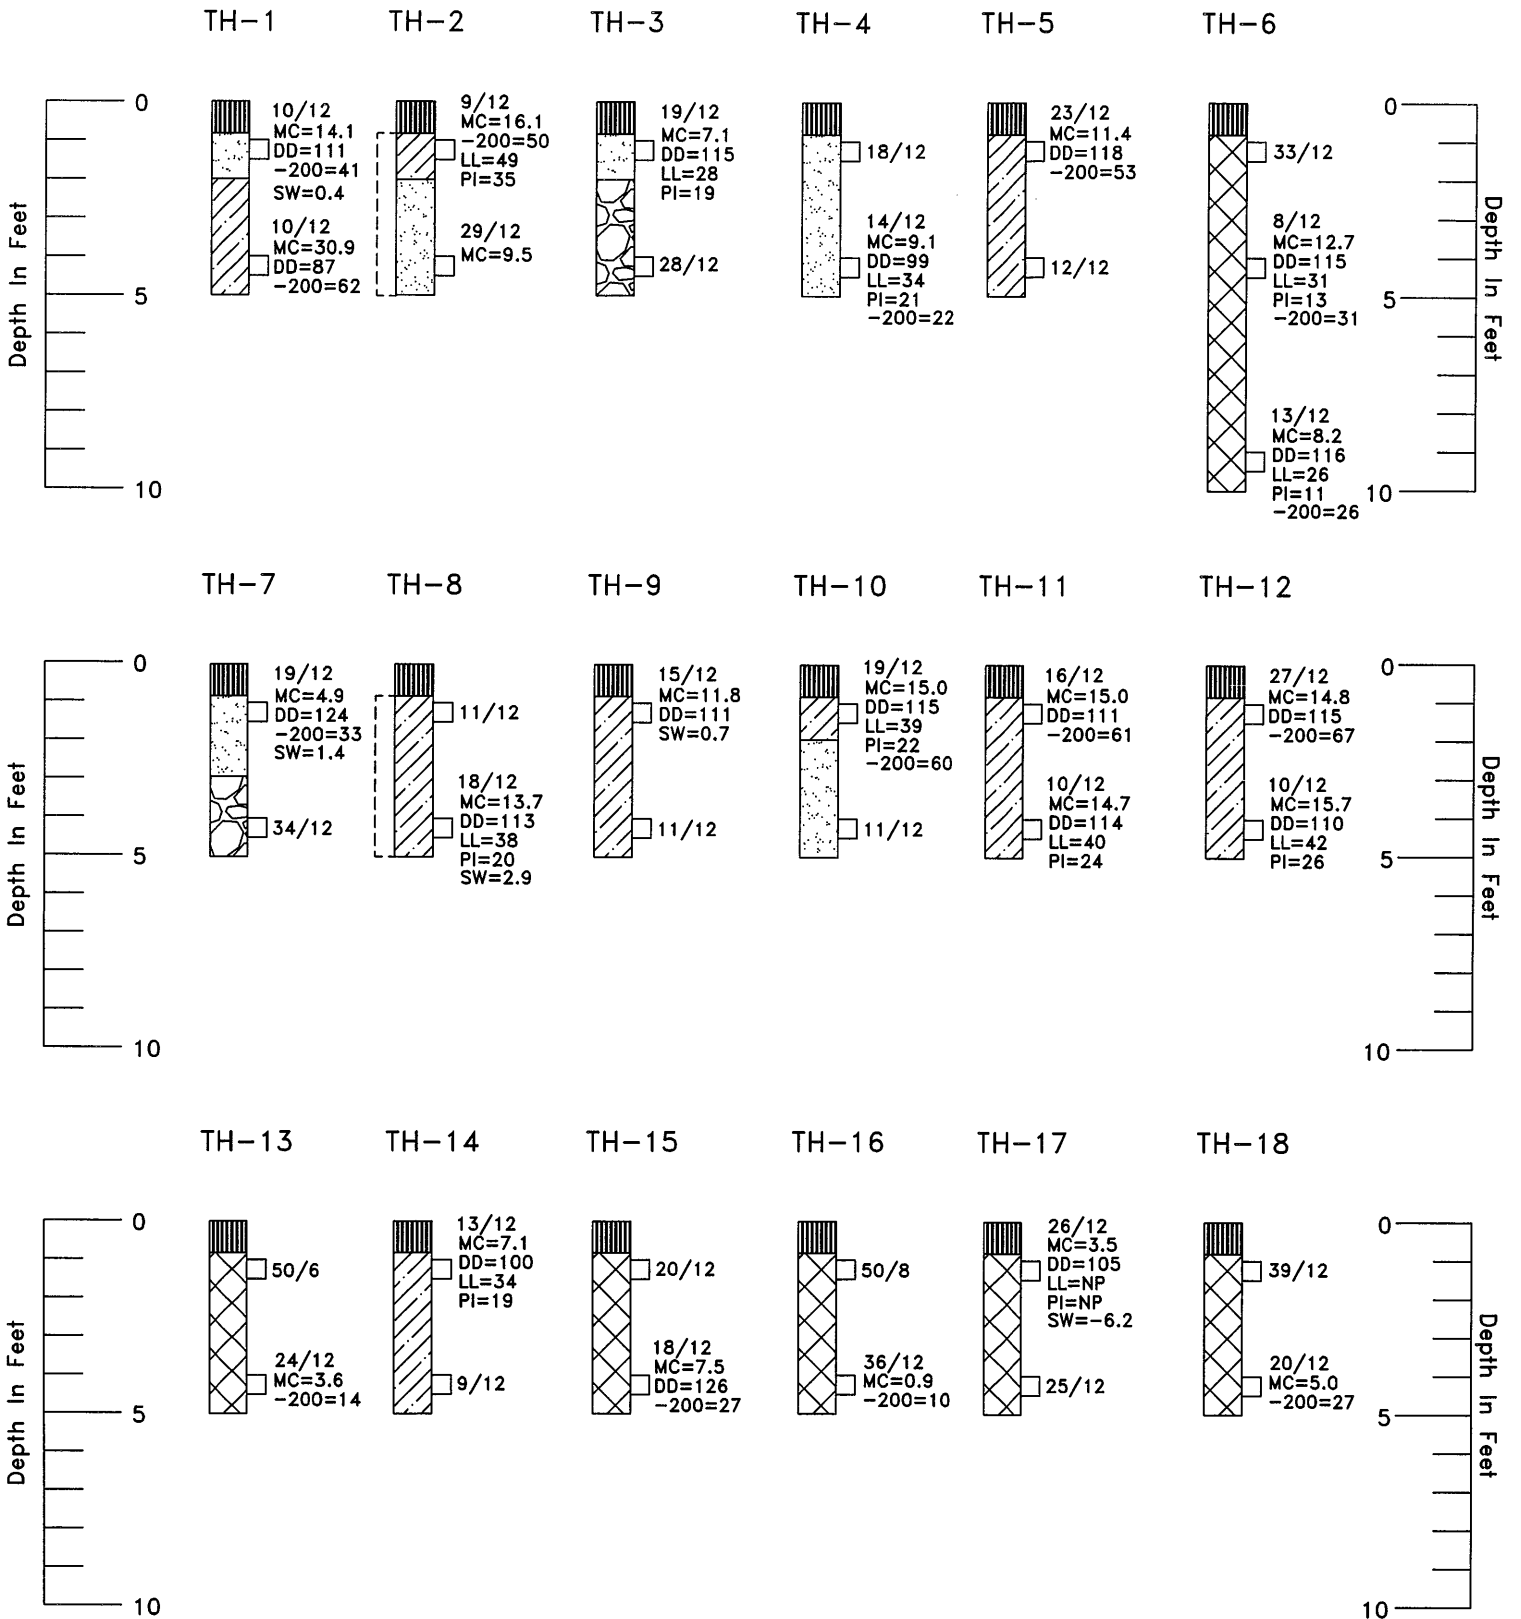 TH-1
TH-2
TH-3
TH-4
TH-5
TH-6
Depth In Feet
0
5
10
10/12
MC=14.1
DD=111
-200=41
SW=0.4
10/12
MC=30.9
DD=87
-200=62
9/12
MC=16.1
-200=50
LL=49
PI=35
29/12
MC=9.5
19/12
MC=7.1
DD=115
LL=28
PI=19
28/12
18/12
14/12
MC=9.1
DD=99
LL=34
PI=21
-200=22
23/12
MC=11.4
DD=118
-200=53
12/12
33/12
8/12
MC=12.7
DD=115
LL=31
PI=13
-200=31
13/12
MC=8.2
DD=116
LL=26
PI=11
-200=26
0
5
10
Depth In Feet
TH-7
TH-8
TH-9
TH-10
TH-11
TH-12
Depth In Feet
0
5
10
19/12
MC=4.9
DD=124
-200=33
SW=1.4
34/12
11/12
18/12
MC=13.7
DD=113
LL=38
PI=20
SW=2.9
15/12
MC=11.8
DD=111
SW=0.7
11/12
19/12
MC=15.0
DD=115
LL=39
PI=22
-200=60
11/12
16/12
MC=15.0
DD=111
-200=61
10/12
MC=14.7
DD=114
LL=40
PI=24
27/12
MC=14.8
DD=115
-200=67
10/12
MC=15.7
DD=110
LL=42
PI=26
0
5
10
Depth In Feet
TH-13
TH-14
TH-15
TH-16
TH-17
TH-18
Depth In Feet
0
5
10
50/6
24/12
MC=3.6
-200=14
13/12
MC=7.1
DD=100
LL=34
PI=19
9/12
20/12
18/12
MC=7.5
DD=126
-200=27
50/8
36/12
MC=0.9
-200=10
26/12
MC=3.5
DD=105
LL=NP
PI=NP
SW=-6.2
25/12
39/12
20/12
MC=5.0
-200=27
0
5
10
Depth In Feet